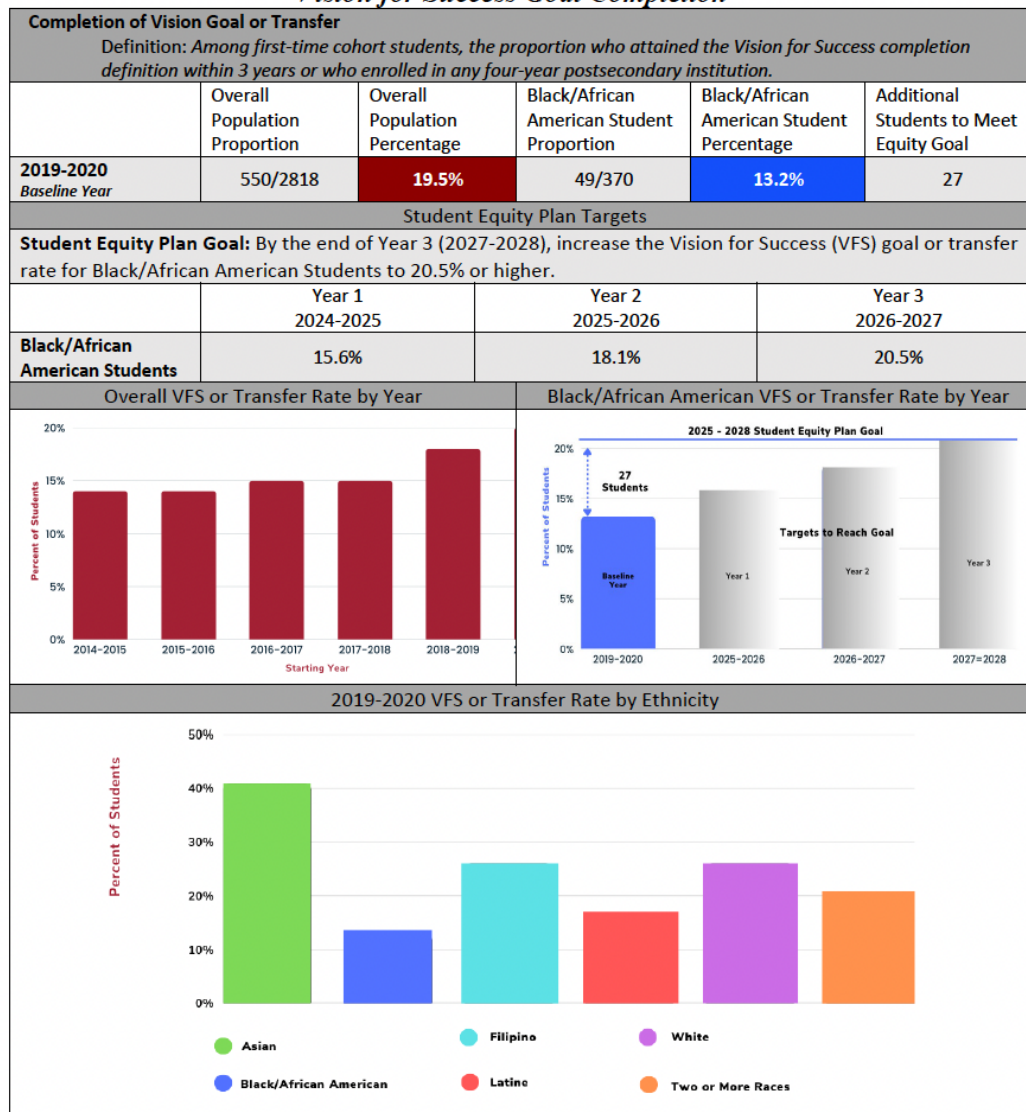 Vision for Success Goal Completion
Completion of Vision Goal or Transfer
Definition: Among first-time cohort students, the proportion who attained the Vision for Success completion
definition within 3 years or who enrolled in any four-year postsecondary institution.
Overall Population Proportion
Overall Population Percentage
Black/African American Student Proportion
Black/African American Student Percentage
Additional Students to Meet Equity Goal
2019-2020
Baseline Year
550/2818
19.5%
49/370
13.2%
27
Student Equity Plan Targets
Student Equity Plan Goal: By the end of Year 3 (2027-2028), increase the Vision for Success (VFS) goal or transfer
rate for Black/African American Students to 20.5% or higher.
Year 1
2024-2025
Year 2
2025-2026
Year 3
2026-2027
Black/African
American Students
15.6%
18.1%
20.5%
Overall VFS or Transfer Rate by Year
20%
15%
10%
5%
0%
Percent of Students
2014-2015
2015-2016
2016-2017
2017-2018
2018-2019
Starting Year
Black/African American VFS or Transfer Rate by Year
2025 - 2028 Student Equity Plan Goal
20%
15%
10%
5%
0%
Percent of Students
27
Students
Targets to Reach Goal
Baseline
Year
Year 1
Year 2
Year 3
2019-2020
2025-2026
2026-2027
2027=2028
2019-2020 VFS or Transfer Rate by Ethnicity
50%
40%
30%
20%
10%
0%
Percent of Students
Asian
Filipino
White
Black/African American
Latine
Two or More Races